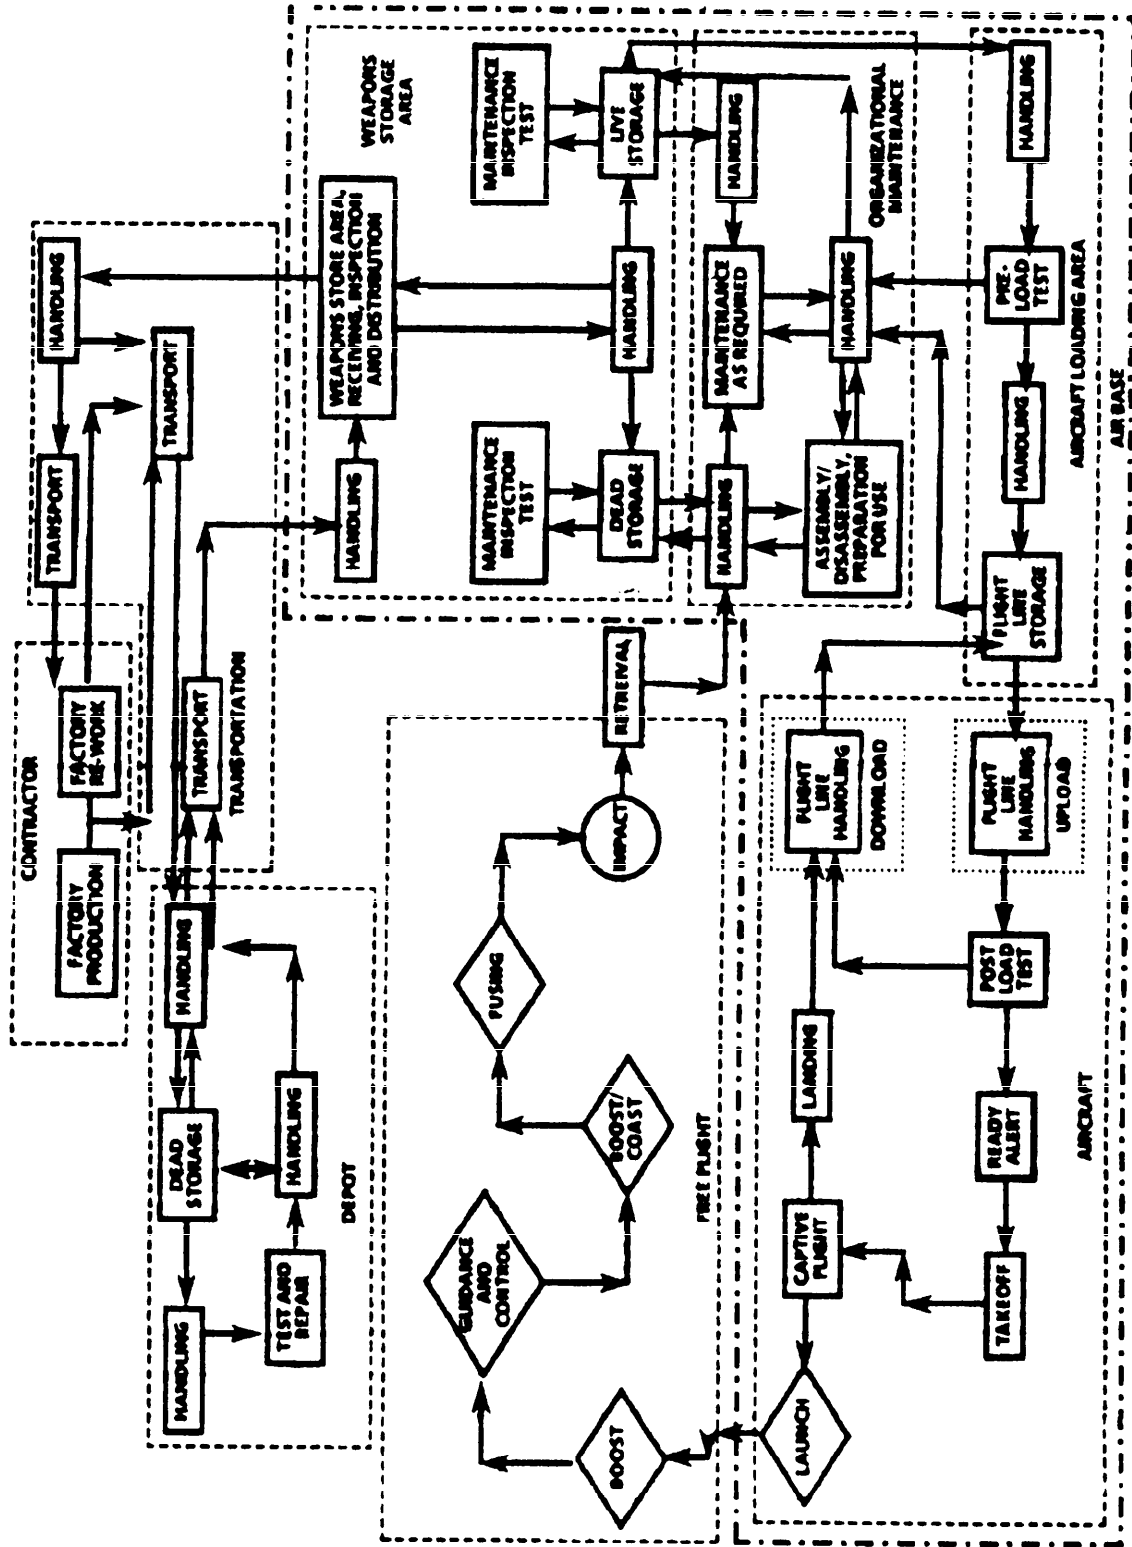 CONTRACTOR
FACTORY
PRODUCTION
FACTORY
RE-WORK
TRANSPORT
HANDLING
TRANSPORT
TRANSPORT
TRANSPORTATION
HANDLING
DEAD
STORAGE
HANDLING
HANDLING
TEST AND
REPAIR
DEPOT
WEAPONS
STORAGE
AREA
WEAPONS STORE AREA,
RECEIVING, INSPECTION
AND DISTRIBUTION
HANDLING
MAINTENANCE
INSPECTION
TEST
MAINTENANCE
INSPECTION
TEST
DEAD
STORAGE
HANDLING
LIVE
STORAGE
HANDLING
MAINTENANCE
AS REQUIRED
HANDLING
ASSEMBLY/
DISASSEMBLY,
PREPARATION
FOR USE
HANDLING
ORGANIZATIONAL
MAINTENANCE
BOOST
GUIDANCE
AND
CONTROL
BOOST/
COAST
FUSING
IMPACT
RETREIVAL
FREE FLIGHT
LAUNCH
CAPTIVE
FLIGHT
LANDING
FLIGHT
LINE
HANDLING
DOWNLOAD
TAKEOFF
READY
ALERT
POST
LOAD
TEST
FLIGHT
LINE
HANDLING
UPLOAD
AIRCRAFT
FLIGHT
LINE
STORAGE
HANDLING
PRE-
LOAD
TEST
HANDLING
AIRCRAFT LOADING AREA
AIR BASE